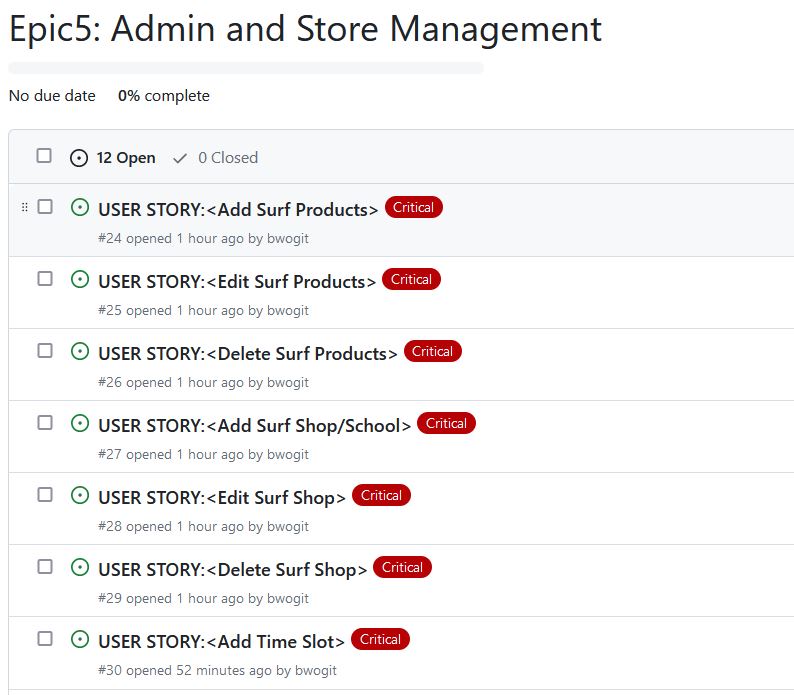 Epic5: Admin and Store Management
No due date 0% complete
12 Open 0 Closed
USER STORY:<Add Surf Products> Critical
#24 opened 1 hour ago by bwogit
USER STORY:<Edit Surf Products> Critical
#25 opened 1 hour ago by bwogit
USER STORY:<Delete Surf Products> Critical
#26 opened 1 hour ago by bwogit
USER STORY:<Add Surf Shop/School> Critical
#27 opened 1 hour ago by bwogit
USER STORY:<Edit Surf Shop> Critical
#28 opened 1 hour ago by bwogit
USER STORY:<Delete Surf Shop> Critical
#29 opened 1 hour ago by bwogit
USER STORY:<Add Time Slot> Critical
#30 opened 52 minutes ago by bwogit